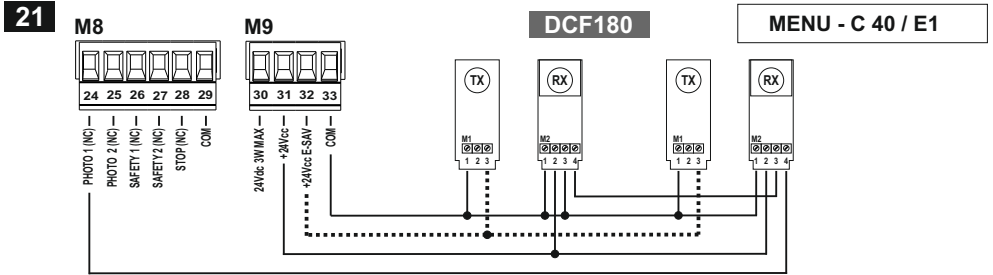 21
M8
M9
DCF180
MENU - C 40 / E1
24 25 26 27 28 29
30 31 32 33
PHOTO 1 (NC)
PHOTO 2 (NC)
SAFETY 1 (NC)
SAFETY 2 (NC)
STOP (NC)
COM
24Vdc 3W MAX
+24Vcc
+24Vcc E-SAV
COM
TX
RX
TX
RX
M1
M2
M1
M2
1 2 3
1 2 3 4
1 2 3
1 2 3 4